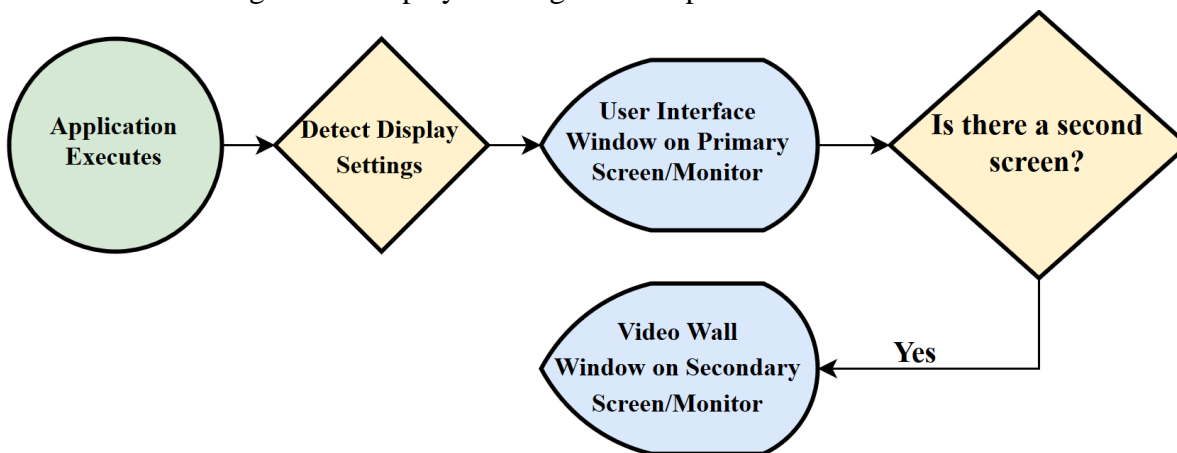 Application
Executes
Detect Display
Settings
User Interface
Window on Primary
Screen/Monitor
Is there a second
screen?
Video Wall
Window on Secondary
Screen/Monitor
Yes